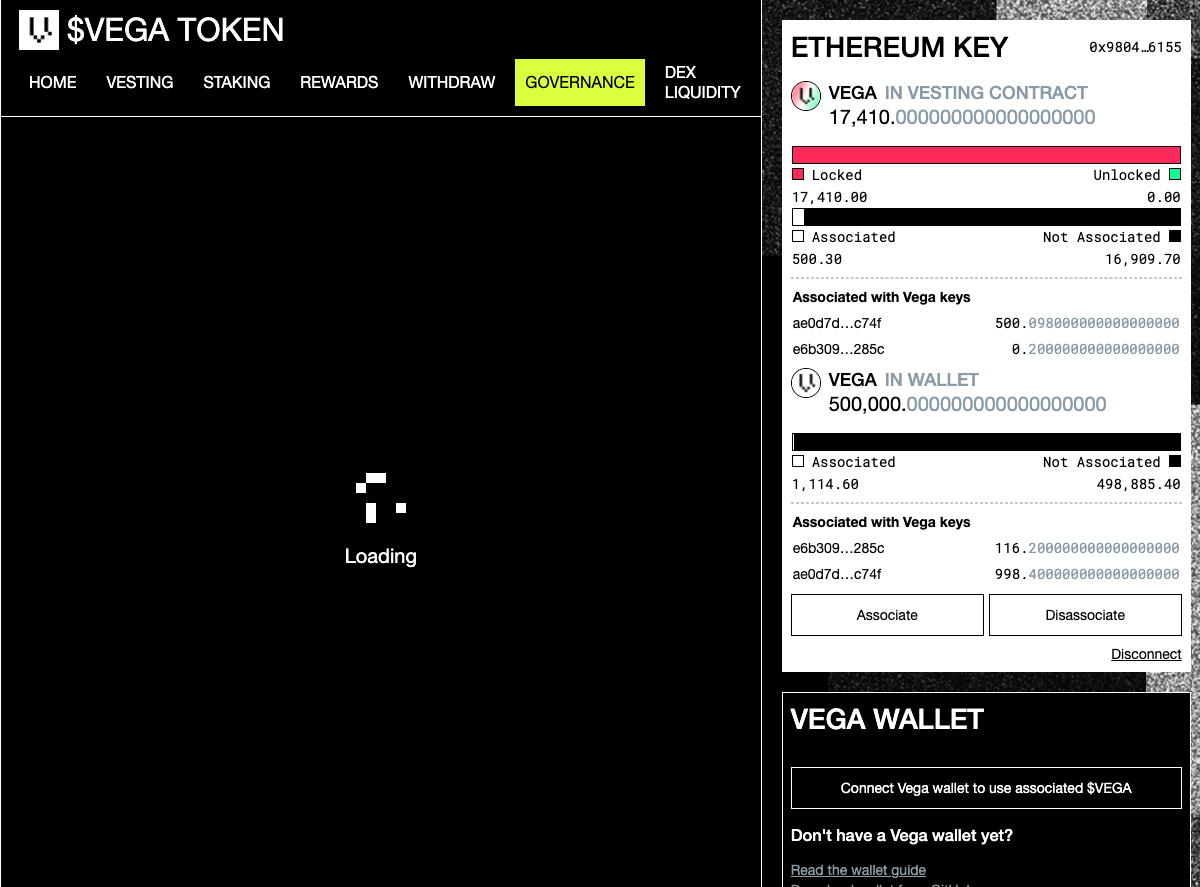 $VEGA TOKEN
HOME VESTING STAKING REWARDS WITHDRAW GOVERNANCE DEX LIQUIDITY
Loading
ETHEREUM KEY 0x9804…6155
VEGA IN VESTING CONTRACT
17,410.000000000000000000
Locked Unlocked
17,410.00 0.00
Associated Not Associated
500.30 16,909.70
Associated with Vega keys
ae0d7d…c74f 500.098000000000000000
e6b309…285c 0.200000000000000000
VEGA IN WALLET
500,000.000000000000000000
Associated Not Associated
1,114.60 498,885.40
Associated with Vega keys
e6b309…285c 116.200000000000000000
ae0d7d…c74f 998.400000000000000000
Associate Disassociate
Disconnect
VEGA WALLET
Connect Vega wallet to use associated $VEGA
Don't have a Vega wallet yet?
Read the wallet guide